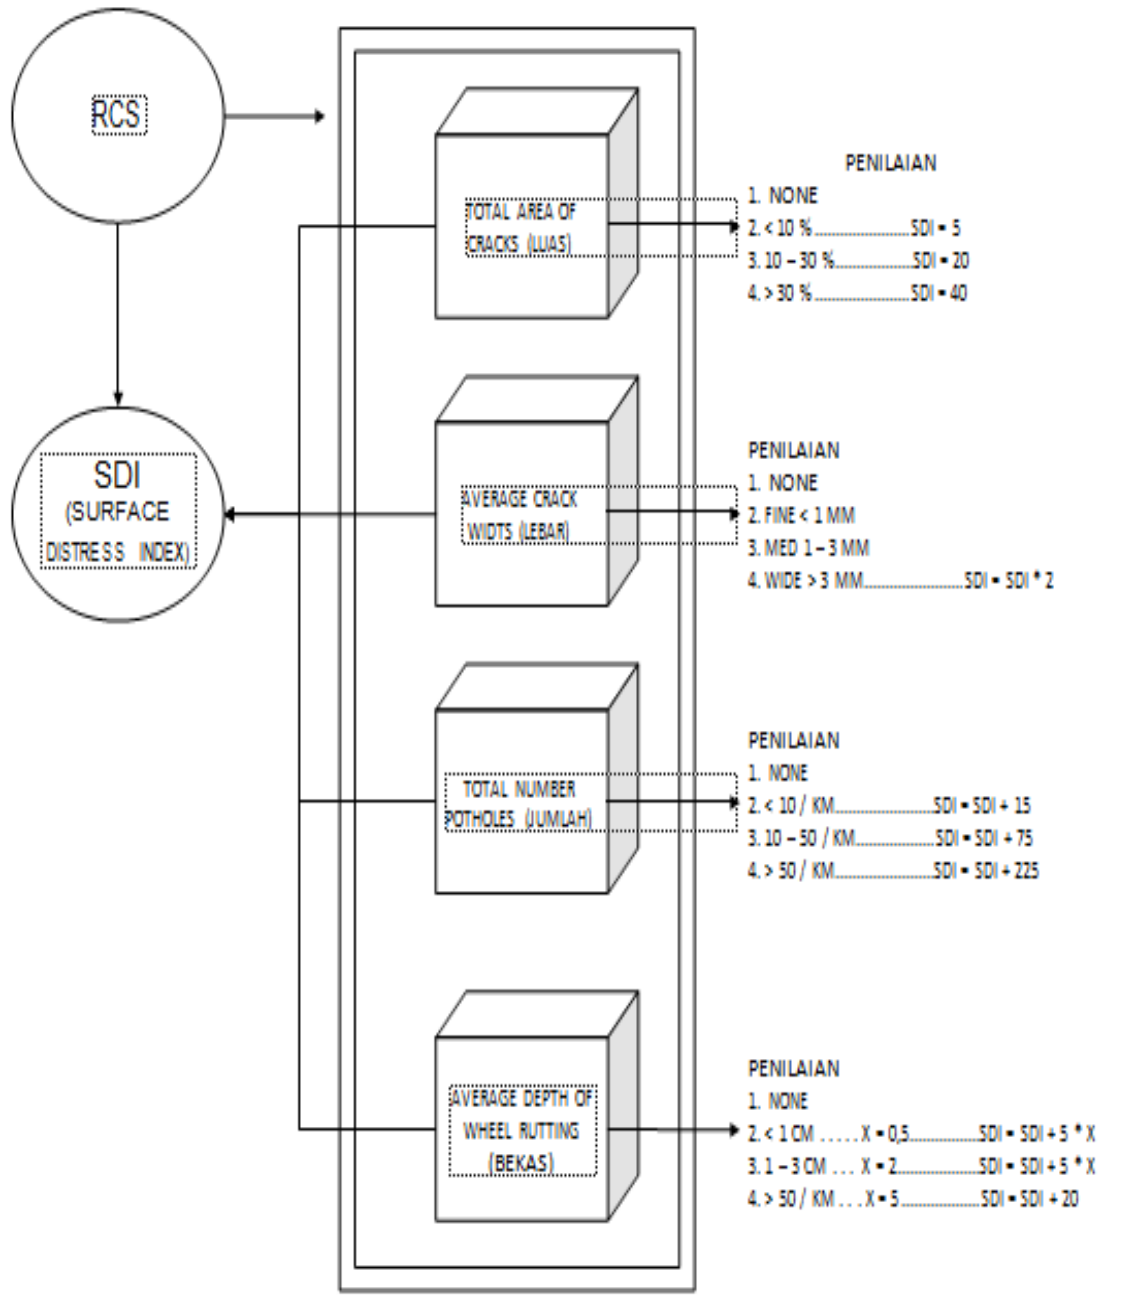 RCS
SDI
(SURFACE
DISTRESS INDEX)
TOTAL AREA OF
CRACKS (LUAS)
PENILAIAN
1. NONE
2. < 10 %........................SDI = 5
3. 10 – 30 %....................SDI = 20
4. > 30 %........................SDI = 40
AVERAGE CRACK
WIDTS (LEBAR)
PENILAIAN
1. NONE
2. FINE < 1 MM
3. MED 1 – 3 MM
4. WIDE > 3 MM.........................SDI = SDI * 2
TOTAL NUMBER
POTHOLES (JUMLAH)
PENILAIAN
1. NONE
2. < 10 / KM.........................SDI = SDI + 15
3. 10 – 50 / KM....................SDI = SDI + 75
4. > 50 / KM.........................SDI = SDI + 225
AVERAGE DEPTH OF
WHEEL RUTTING
(BEKAS)
PENILAIAN
1. NONE
2. < 1 CM . . . . . X = 0,5..................SDI = SDI + 5 * X
3. 1 – 3 CM . . . X = 2.....................SDI = SDI + 5 * X
4. > 50 / KM . . . X = 5....................SDI = SDI + 20